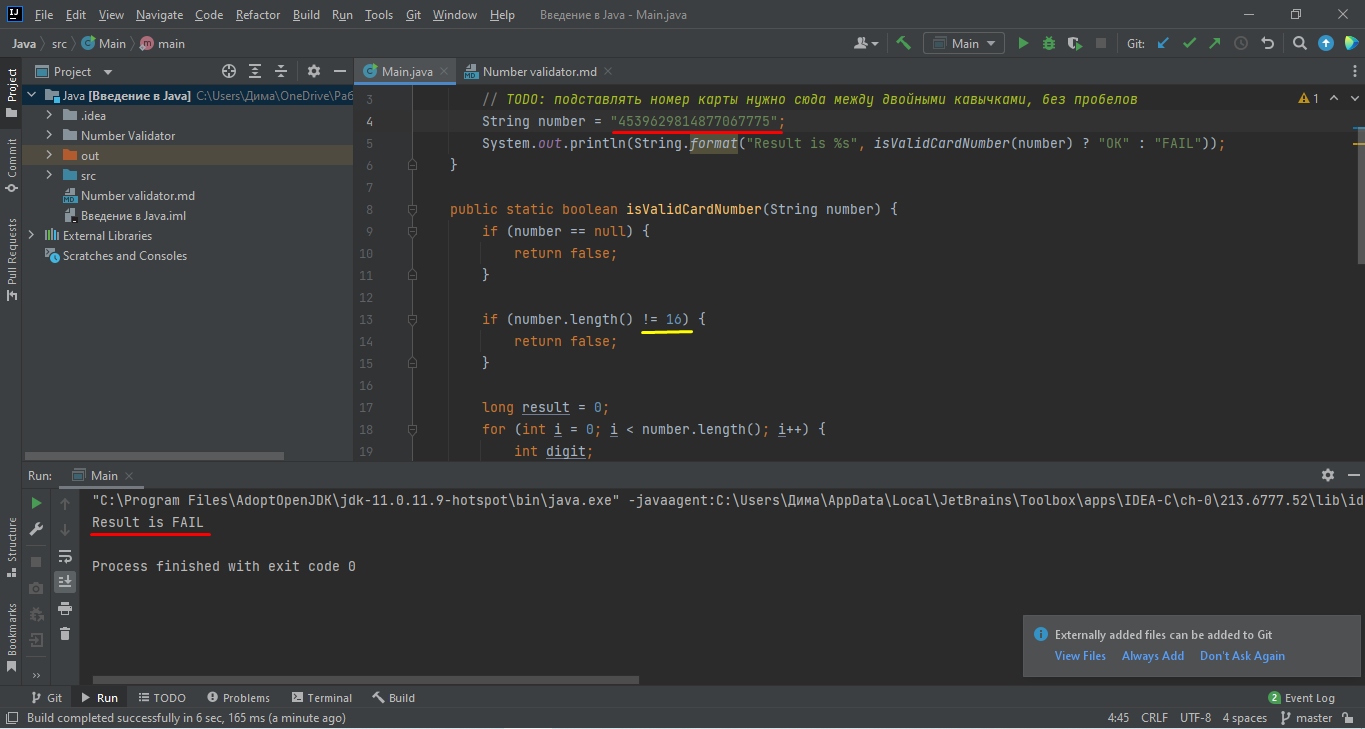 File Edit View Navigate Code Refactor Build Run Tools Git Window Help Введение в Java - Main.java
Java src Main main Main Git:
Project Main.java Number validator.md
Java [Введение в Java] C:\Users\Дима\OneDrive\Раб
.idea
Number Validator
out
src
Number validator.md
Введение в Java.iml
External Libraries
Scratches and Consoles
Project
Commit
Pull Requests
3 // TODO: подставлять номер карты нужно сюда между двойными кавычками, без пробелов 1
4 String number = "4539629814877067775";
5 System.out.println(String.format("Result is %s", isValidCardNumber(number) ? "OK" : "FAIL"));
6 }
7
8 public static boolean isValidCardNumber(String number) {
9 if (number == null) {
10 return false;
11 }
12
13 if (number.length() != 16) {
14 return false;
15 }
16
17 long result = 0;
18 for (int i = 0; i < number.length(); i++) {
19 int digit;
Run: Main
"C:\Program Files\AdoptOpenJDK\jdk-11.0.11.9-hotspot\bin\java.exe" -javaagent:C:\Users\Дима\AppData\Local\JetBrains\Toolbox\apps\IDEA-C\ch-0\213.6777.52\lib\id
Result is FAIL
Process finished with exit code 0
Structure
Bookmarks
Externally added files can be added to Git
View Files Always Add Don't Ask Again
Git Run TODO Problems Terminal Build 2 Event Log
Build completed successfully in 6 sec, 165 ms (a minute ago) 4:45 CRLF UTF-8 4 spaces master